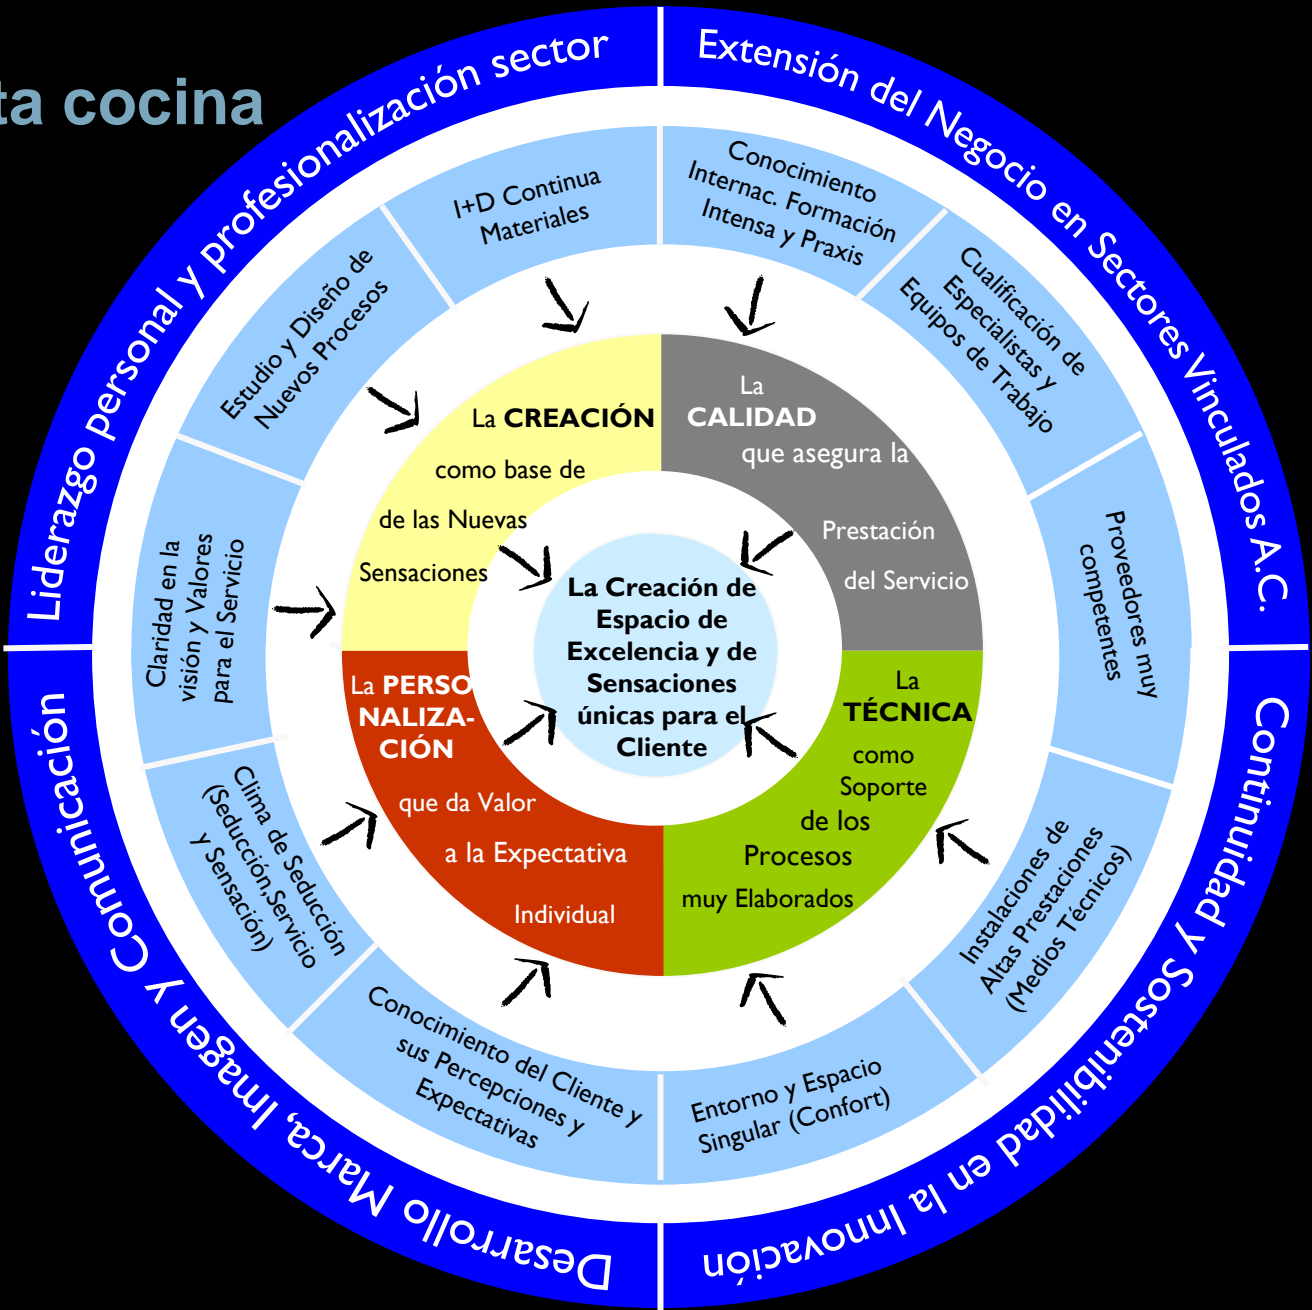 ta cocina
Liderazgo personal y profesionalización sector
Extensión del Negocio en Sectores Vinculados A.C.
Continuidad y Sostenibilidad en la Innovación
Desarrollo Marca, Imagen y Comunicación
I+D Continua
Materiales
Conocimiento
Internac. Formación
Intensa y Praxis
Cualificación de
Especialistas y
Equipos de Trabajo
Proveedores muy
competentes
Instalaciones de
Altas Prestaciones
(Medios Técnicos)
Entorno y Espacio
Singular (Confort)
Conocimiento del Cliente y
sus Percepciones y
Expectativas
Clima de Seducción
(Seducción,Servicio
y Sensación)
Claridad en la
visión y Valores
para el Servicio
Estudio y Diseño de
Nuevos Procesos
La CREACIÓN
como base de
de las Nuevas
Sensaciones
La
CALIDAD
que asegura la
Prestación
del Servicio
La PERSO
NALIZA-
CIÓN
que da Valor
a la Expectativa
Individual
La
TÉCNICA
como
Soporte
de los
Procesos
muy Elaborados
La Creación de
Espacio de
Excelencia y de
Sensaciones
únicas para el
Cliente